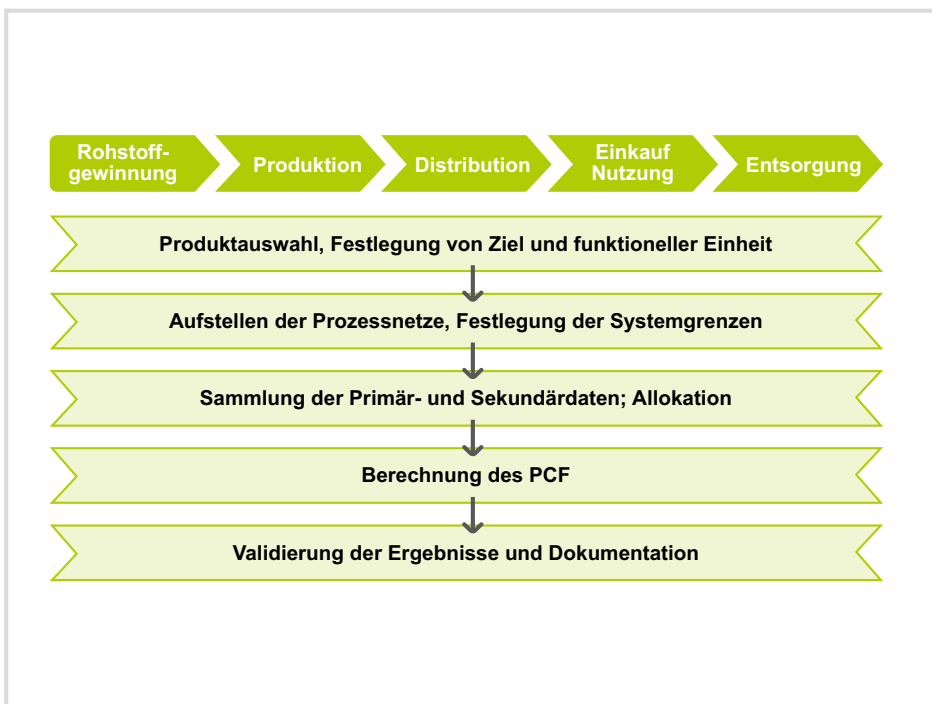 Rohstoff-
gewinnung
Produktion
Distribution
Einkauf
Nutzung
Entsorgung
Produktauswahl, Festlegung von Ziel und funktioneller Einheit
Aufstellen der Prozessnetze, Festlegung der Systemgrenzen
Sammlung der Primär- und Sekundärdaten; Allokation
Berechnung des PCF
Validierung der Ergebnisse und Dokumentation